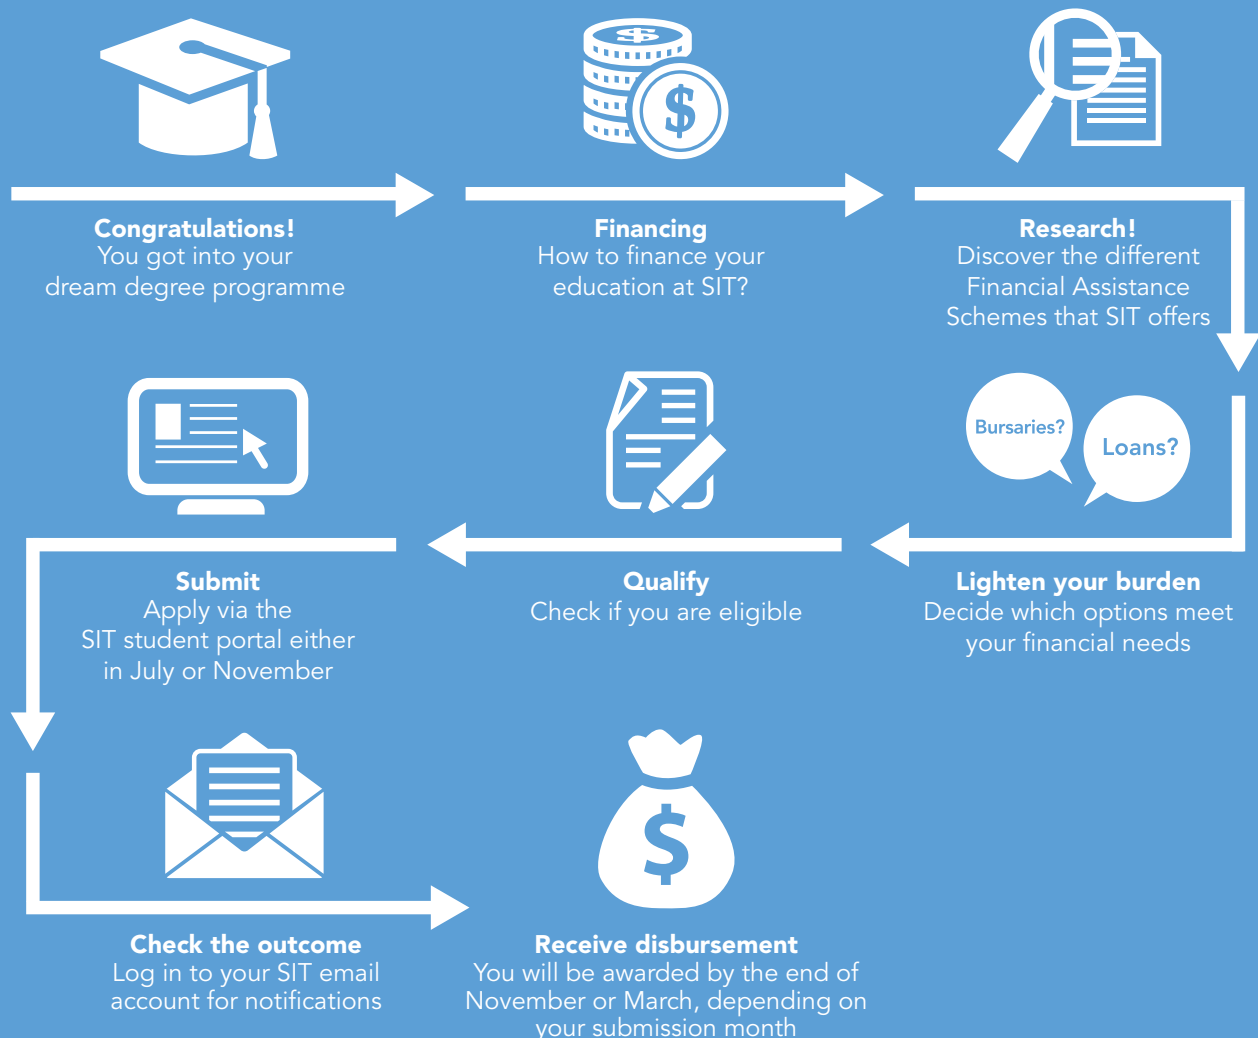 Congratulations!
You got into your
dream degree programme
Financing
How to finance your
education at SIT?
Research!
Discover the different
Financial Assistance
Schemes that SIT offers
Bursaries?
Loans?
Lighten your burden
Decide which options meet
your financial needs
Qualify
Check if you are eligible
Submit
Apply via the
SIT student portal either
in July or November
Check the outcome
Log in to your SIT email
account for notifications
Receive disbursement
You will be awarded by the end of
November or March, depending on
your submission month